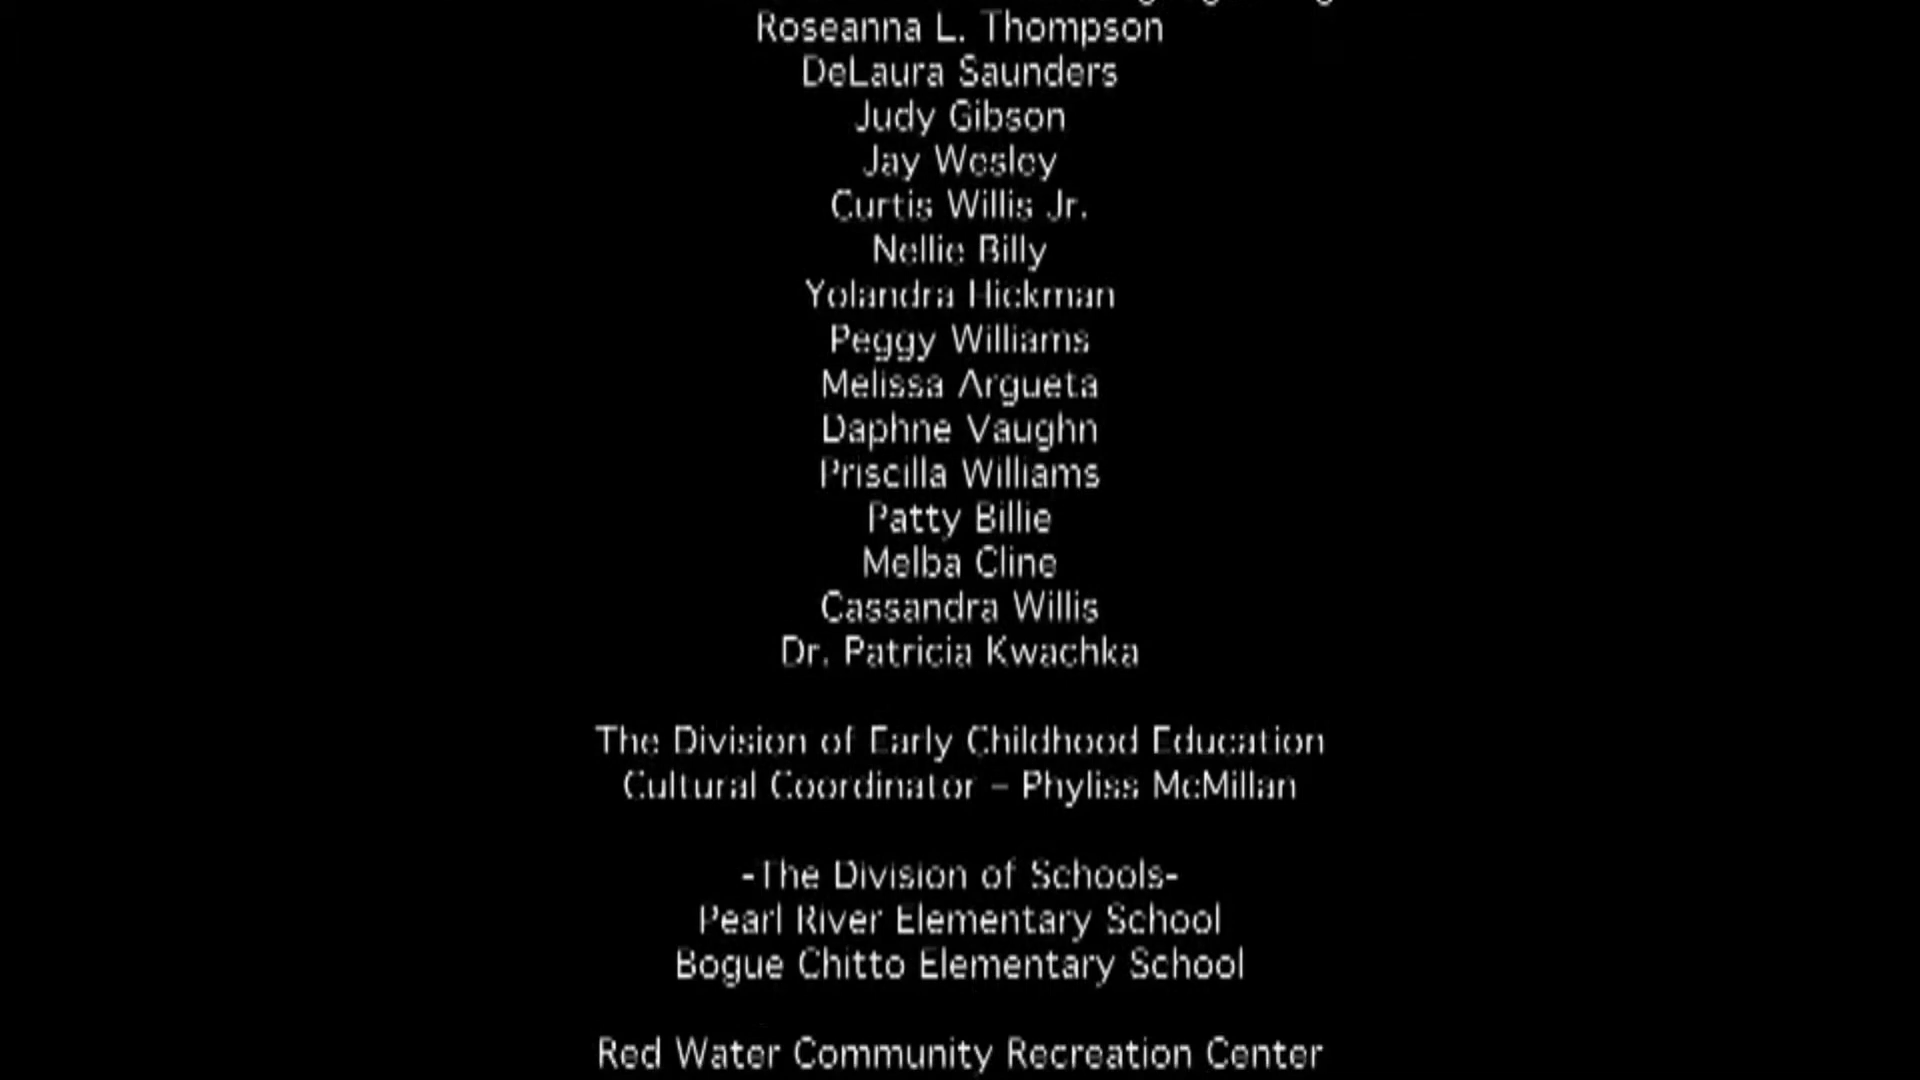 Roseanna L. Thompson
DeLaura Saunders
Judy Gibson
Jay Wesley
Curtis Willis Jr.
Nellie Billy
Yolandra Hickman
Peggy Williams
Melissa Argueta
Daphne Vaughn
Priscilla Williams
Patty Billie
Melba Cline
Cassandra Willis
Dr. Patricia Kwachka
The Division of Early Childhood Education
Cultural Coordinator – Phyliss McMillan
-The Division of Schools-
Pearl River Elementary School
Bogue Chitto Elementary School
Red Water Community Recreation Center